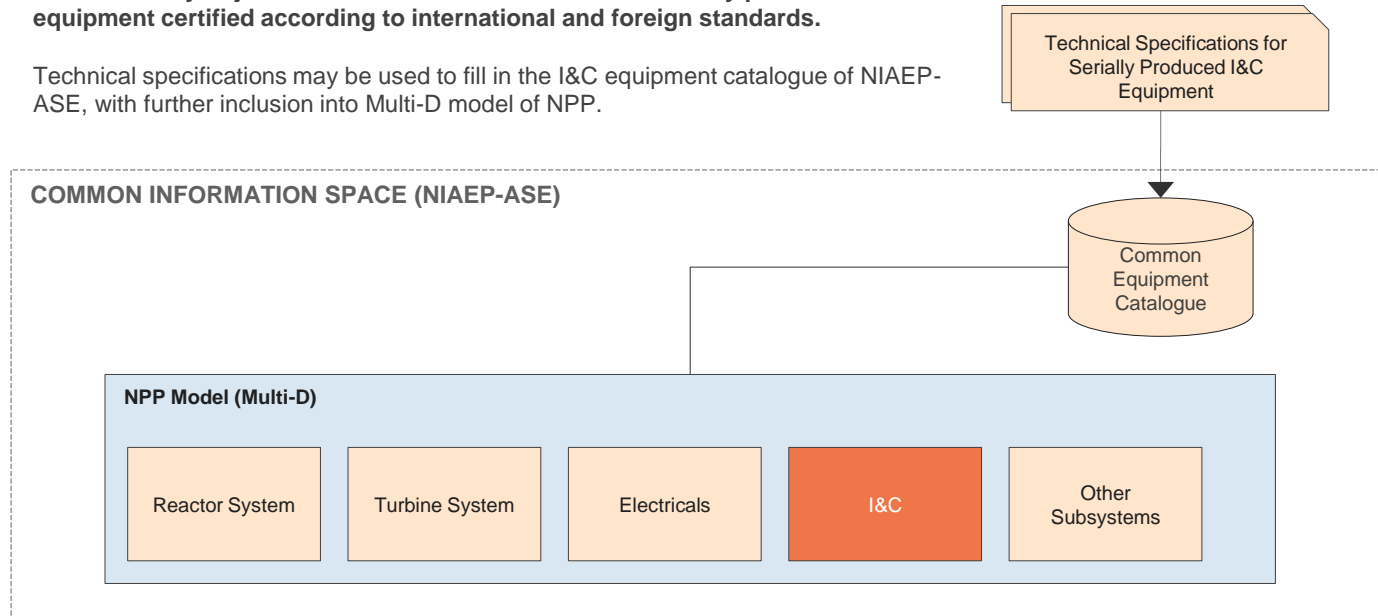 equipment certified according to international and foreign standards.
Technical specifications may be used to fill in the I&C equipment catalogue of NIAEP-
ASE, with further inclusion into Multi-D model of NPP.
Technical Specifications for
Serially Produced I&C
Equipment
COMMON INFORMATION SPACE (NIAEP-ASE)
Common
Equipment
Catalogue
NPP Model (Multi-D)
Reactor System
Turbine System
Electricals
I&C
Other
Subsystems